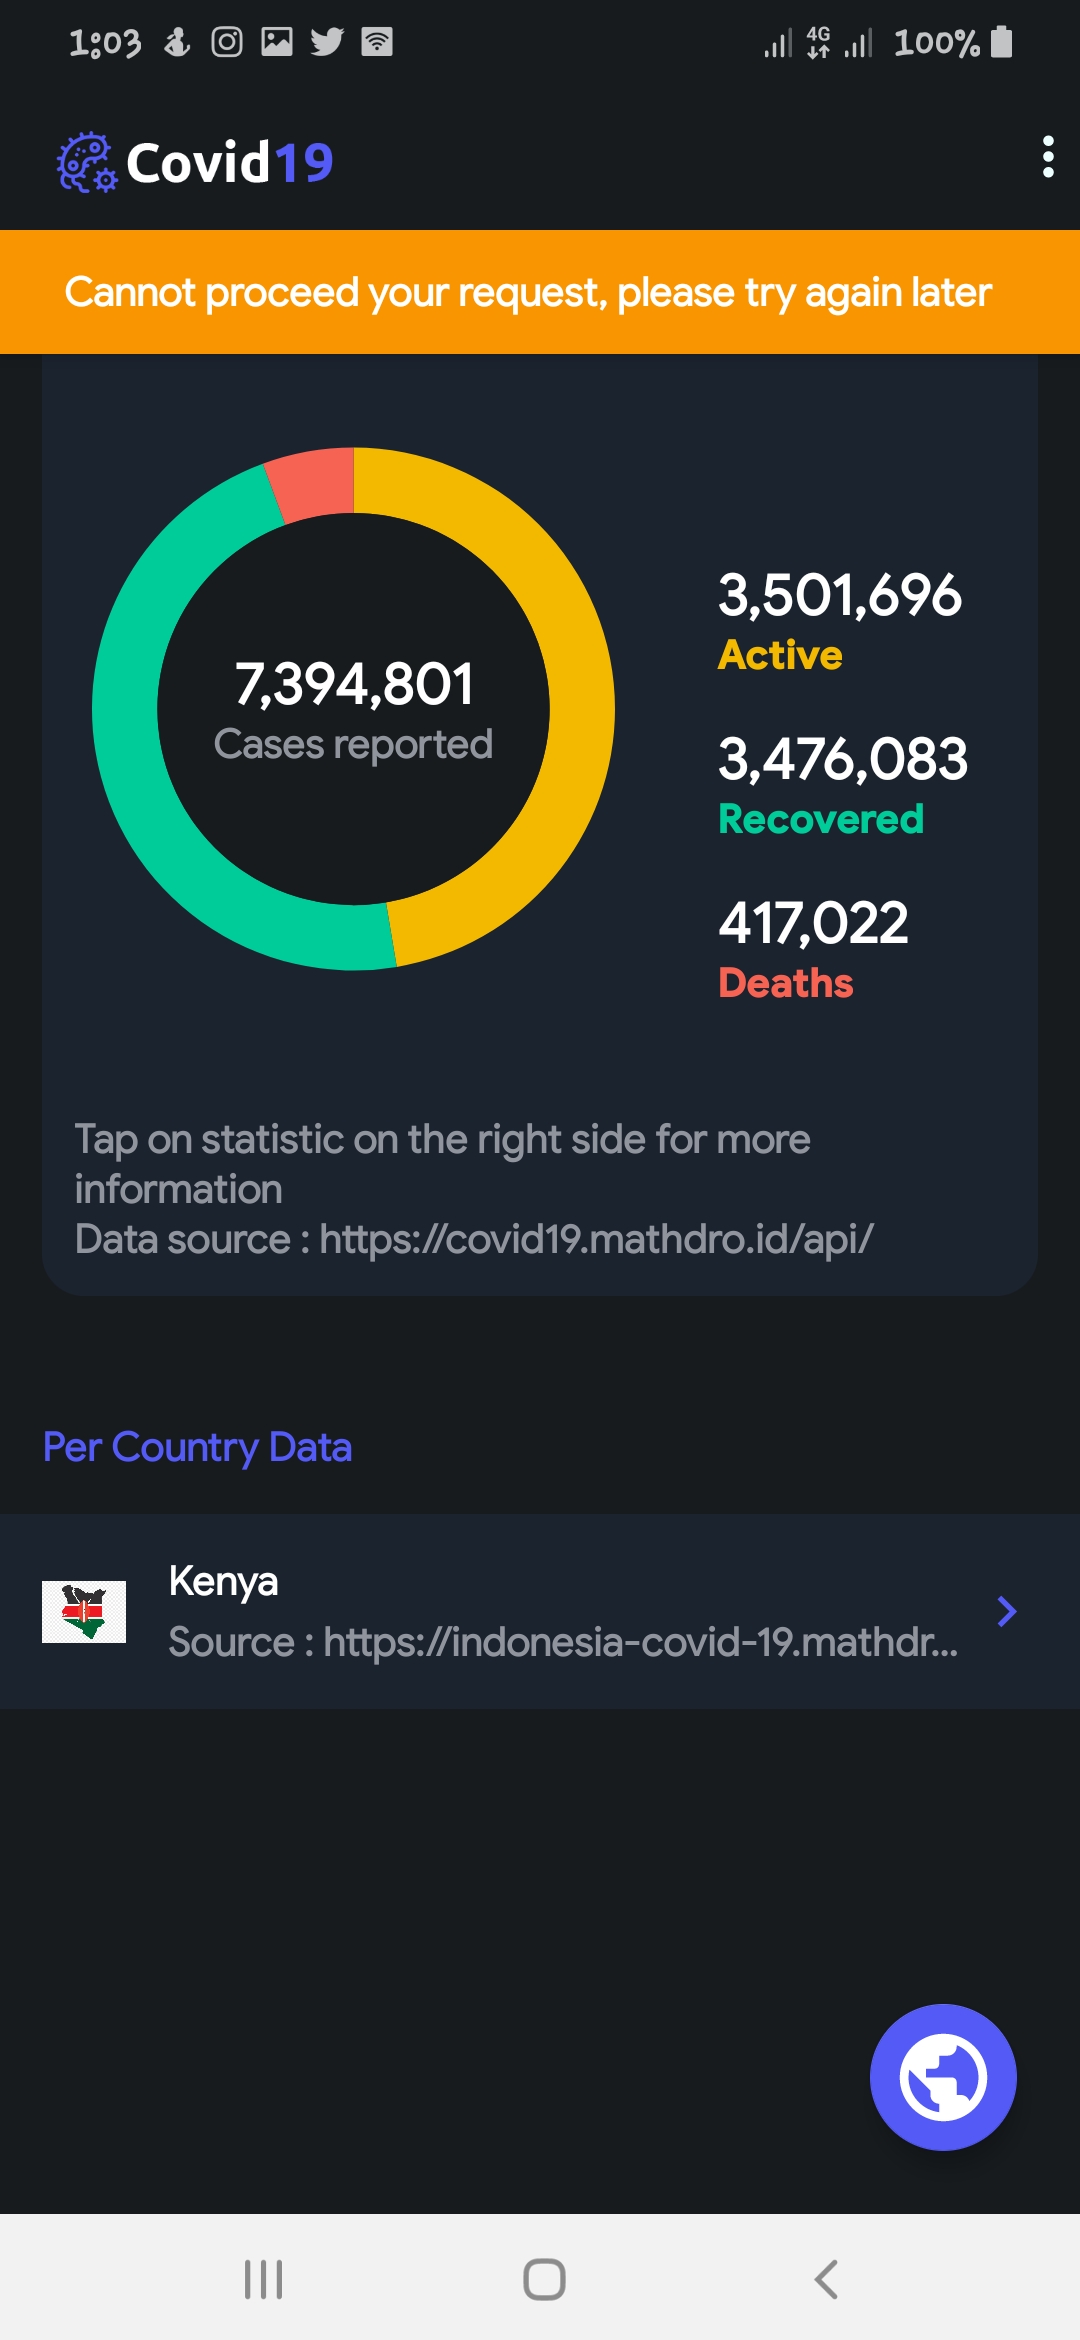 1:03
4G
100%
Covid19
Cannot proceed your request, please try again later
7,394,801
Cases reported
3,501,696
Active
3,476,083
Recovered
417,022
Deaths
Tap on statistic on the right side for more
information
Data source : https://covid19.mathdro.id/api/
Per Country Data
Kenya
Source : https://indonesia-covid-19.mathdr...